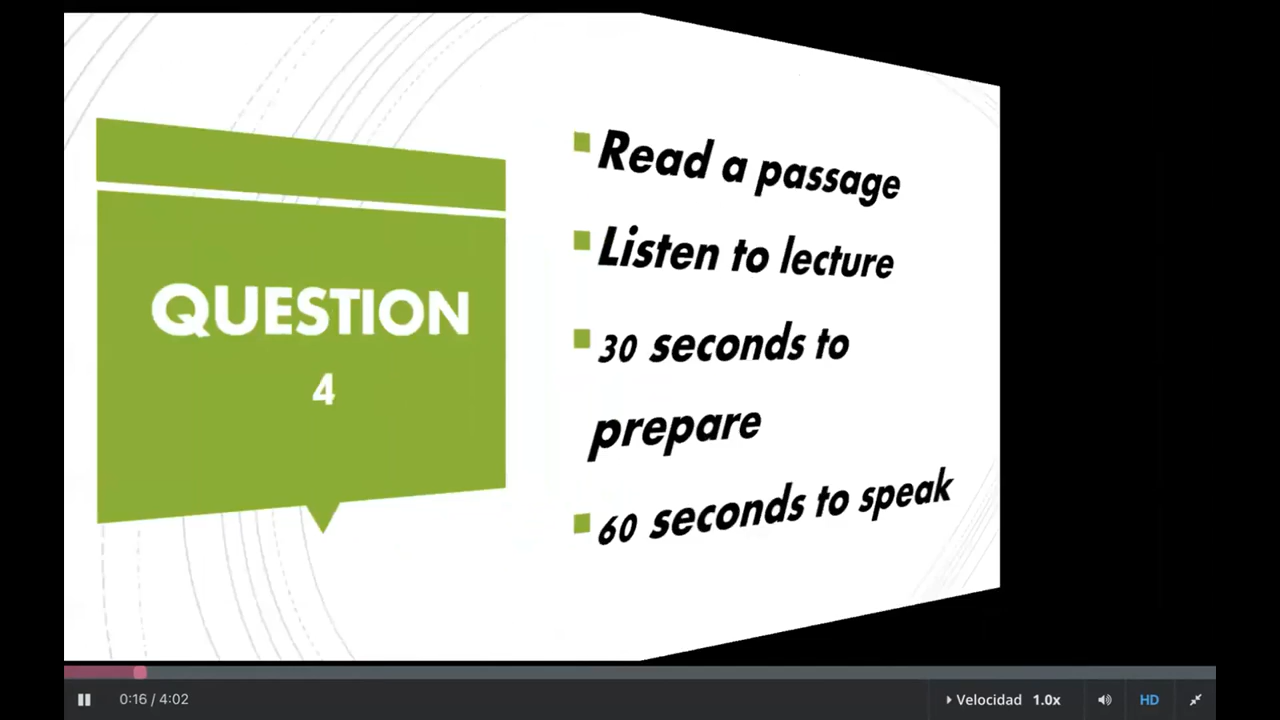 QUESTION
4
Read a passage
Listen to lecture
30 seconds to
prepare
60 seconds to speak
0:16 / 4:02
Velocidad 1.0x
HD